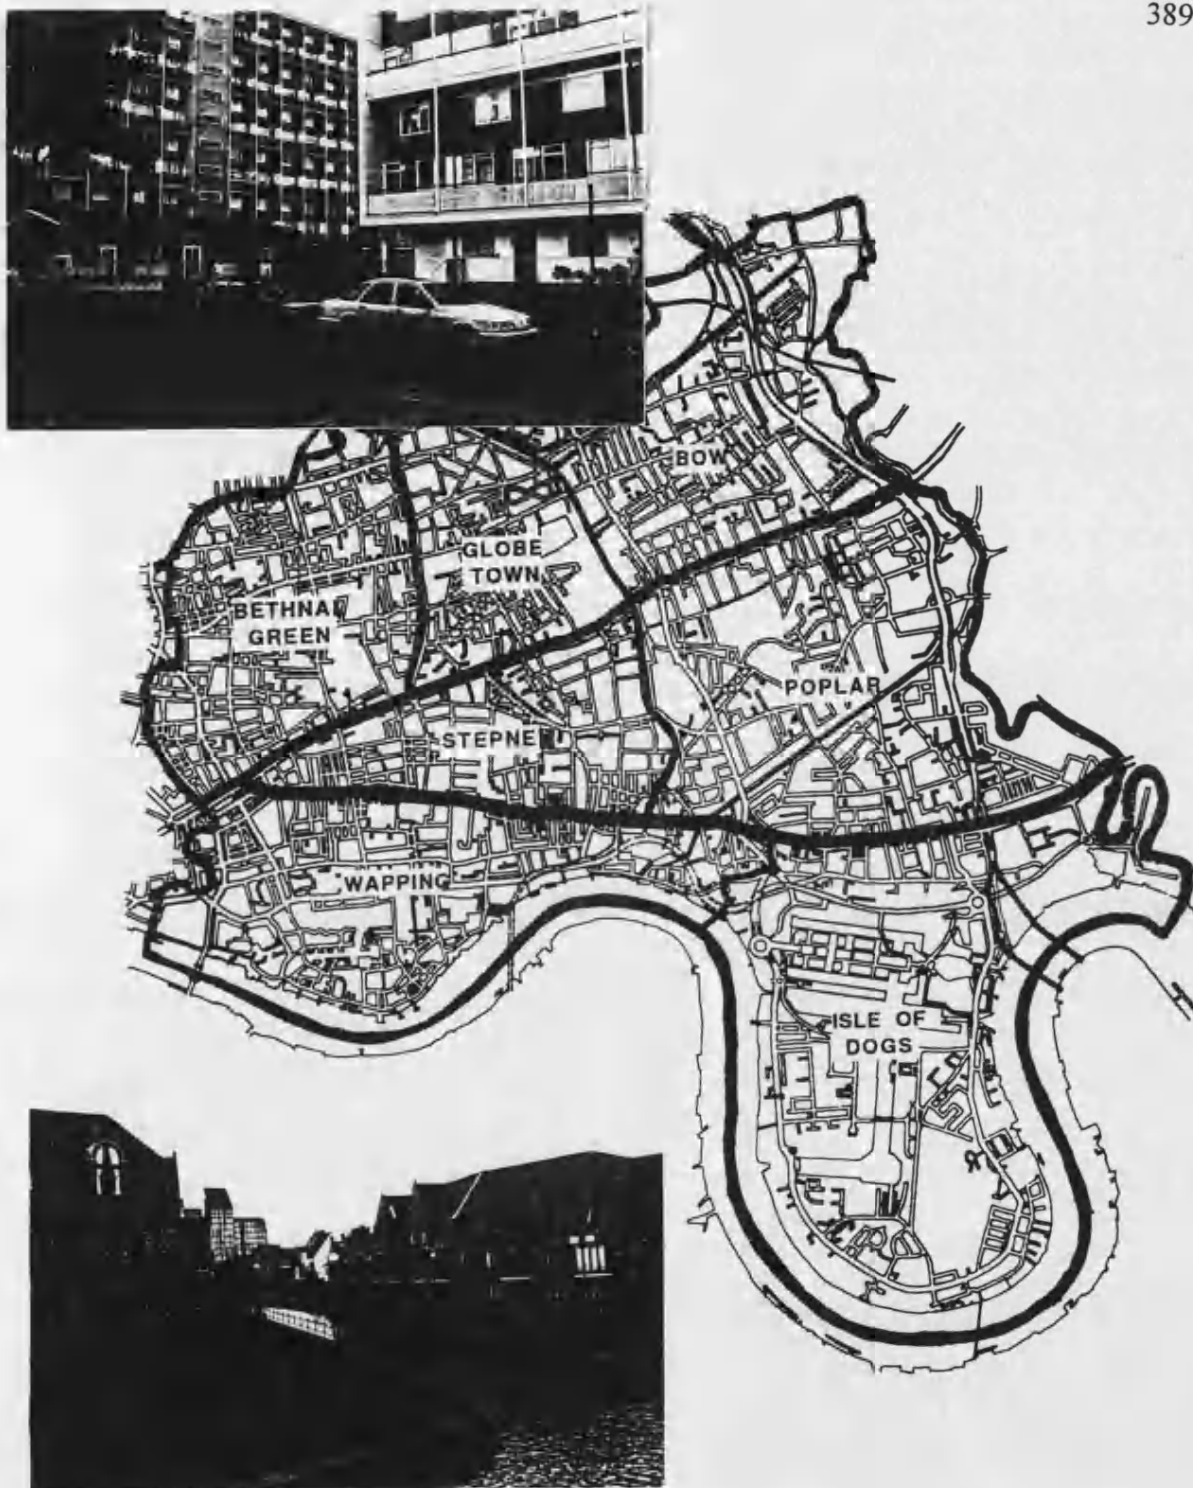 389
BOW
GLOBE
TOWN
BETHNAL
GREEN
POPLAR
STEPNEY
WAPPING
ISLE OF
DOGS